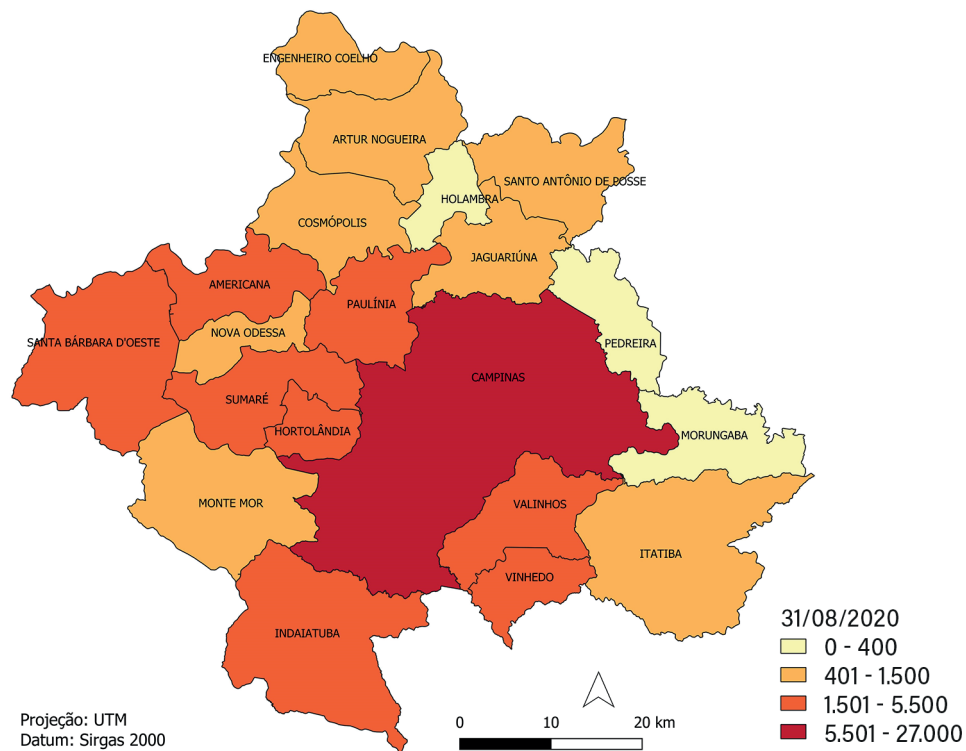 ENGENHEIRO COELHO
ARTUR NOGUEIRA
SANTO ANTÔNIO DE POSSE
HOLAMBRA
COSMÓPOLIS
JAGUARIÚNA
AMERICANA
PAULÍNIA
NOVA ODESSA
SANTA BÁRBARA D'OESTE
PEDREIRA
CAMPINAS
SUMARÉ
HORTOLÂNDIA
MORUNGABA
MONTE MOR
VALINHOS
ITATIBA
VINHEDO
INDAIATUBA
31/08/2020
0 - 400
401 - 1.500
1.501 - 5.500
5.501 - 27.000
Projeção: UTM
Datum: Sirgas 2000
0 10 20 km